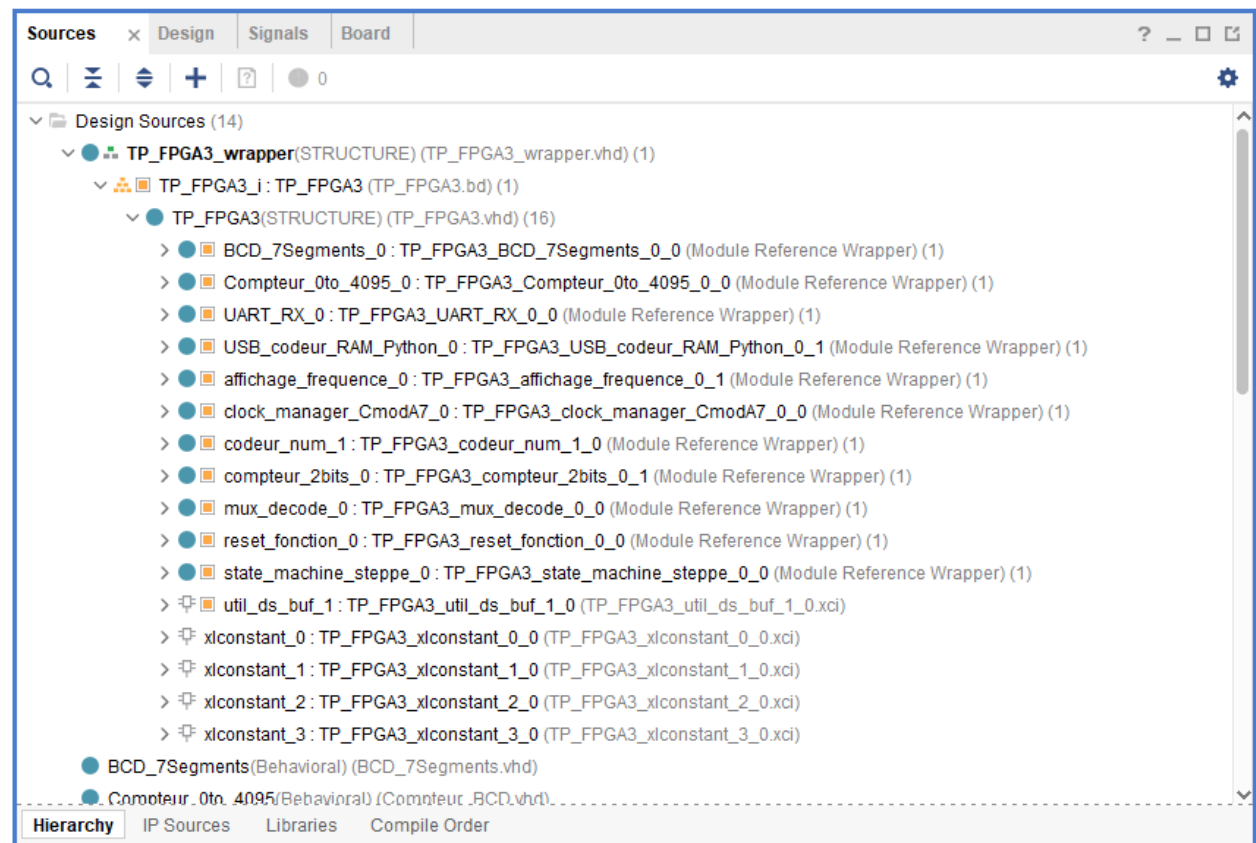 Sources × Design Signals Board ? _
? 0
Design Sources (14)
TP_FPGA3_wrapper(STRUCTURE) (TP_FPGA3_wrapper.vhd) (1)
TP_FPGA3_i : TP_FPGA3 (TP_FPGA3.bd) (1)
TP_FPGA3(STRUCTURE) (TP_FPGA3.vhd) (16)
BCD_7Segments_0 : TP_FPGA3_BCD_7Segments_0_0 (Module Reference Wrapper) (1)
Compteur_0to_4095_0 : TP_FPGA3_Compteur_0to_4095_0_0 (Module Reference Wrapper) (1)
UART_RX_0 : TP_FPGA3_UART_RX_0_0 (Module Reference Wrapper) (1)
USB_codeur_RAM_Python_0 : TP_FPGA3_USB_codeur_RAM_Python_0_1 (Module Reference Wrapper) (1)
affichage_frequence_0 : TP_FPGA3_affichage_frequence_0_1 (Module Reference Wrapper) (1)
clock_manager_CmodA7_0 : TP_FPGA3_clock_manager_CmodA7_0_0 (Module Reference Wrapper) (1)
codeur_num_1 : TP_FPGA3_codeur_num_1_0 (Module Reference Wrapper) (1)
compteur_2bits_0 : TP_FPGA3_compteur_2bits_0_1 (Module Reference Wrapper) (1)
mux_decode_0 : TP_FPGA3_mux_decode_0_0 (Module Reference Wrapper) (1)
reset_fonction_0 : TP_FPGA3_reset_fonction_0_0 (Module Reference Wrapper) (1)
state_machine_steppe_0 : TP_FPGA3_state_machine_steppe_0_0 (Module Reference Wrapper) (1)
util_ds_buf_1 : TP_FPGA3_util_ds_buf_1_0 (TP_FPGA3_util_ds_buf_1_0.xci)
xlconstant_0 : TP_FPGA3_xlconstant_0_0 (TP_FPGA3_xlconstant_0_0.xci)
xlconstant_1 : TP_FPGA3_xlconstant_1_0 (TP_FPGA3_xlconstant_1_0.xci)
xlconstant_2 : TP_FPGA3_xlconstant_2_0 (TP_FPGA3_xlconstant_2_0.xci)
xlconstant_3 : TP_FPGA3_xlconstant_3_0 (TP_FPGA3_xlconstant_3_0.xci)
BCD_7Segments(Behavioral) (BCD_7Segments.vhd)
Compteur_0to_4095(Behavioral) (Compteur_BCD.vhd)
Hierarchy IP Sources Libraries Compile Order